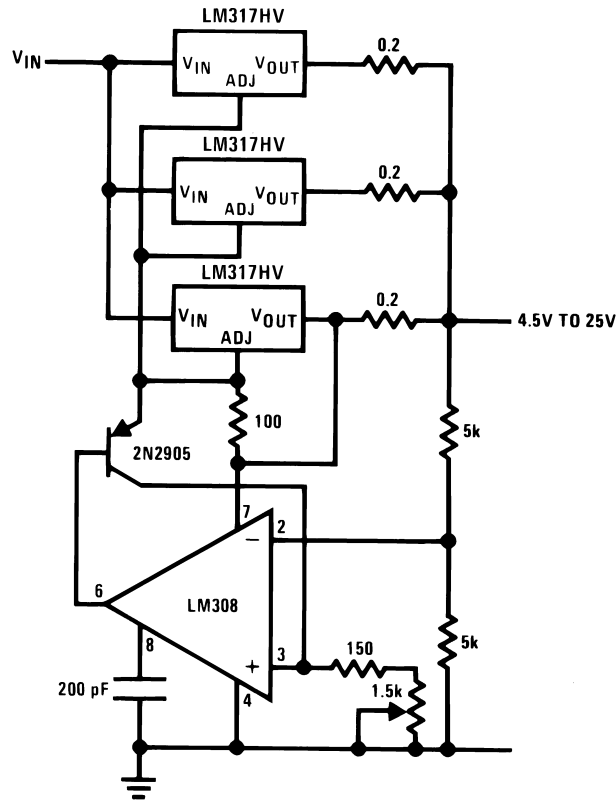 LM317HV
0.2
VIN
VIN
VOUT
ADJ
LM317HV
0.2
VIN
VOUT
ADJ
LM317HV
0.2
VIN
VOUT
ADJ
4.5V TO 25V
100
5k
2N2905
7
2
−
6
LM308
5k
8
+
3
150
200 pF
4
1.5k